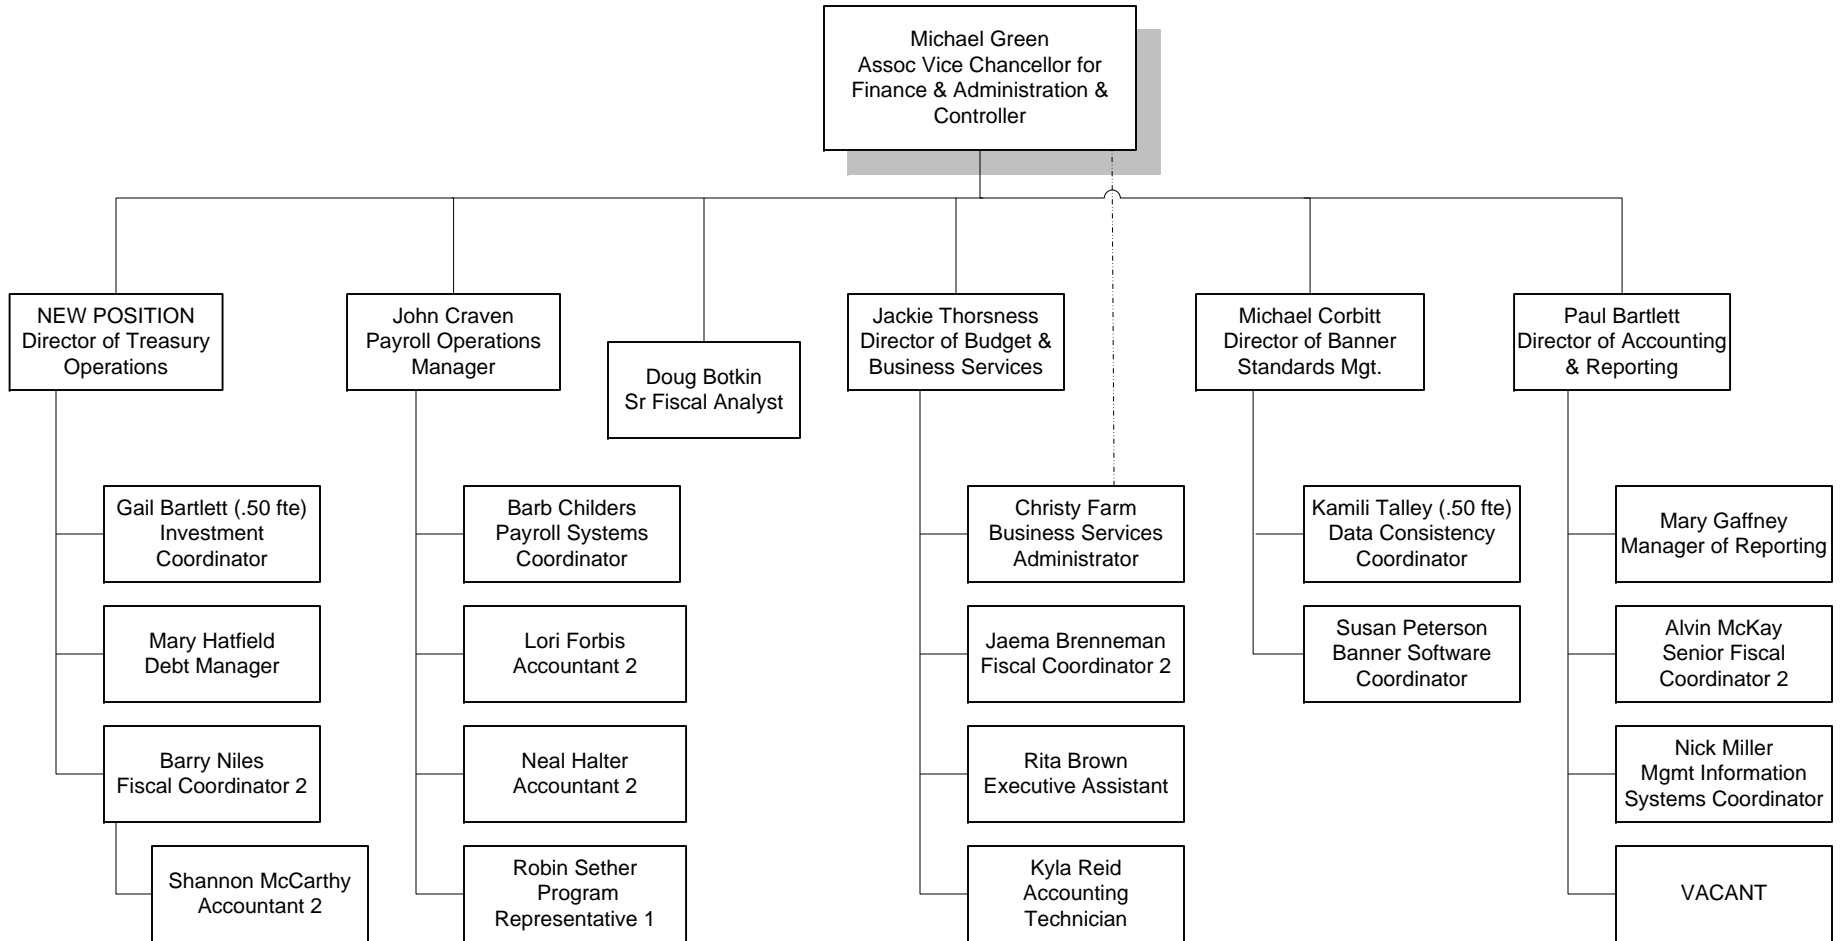 Michael Green
Assoc Vice Chancellor for
Finance & Administration &
Controller
NEW POSITION
Director of Treasury
Operations
John Craven
Payroll Operations
Manager
Doug Botkin
Sr Fiscal Analyst
Jackie Thorsness
Director of Budget &
Business Services
Michael Corbitt
Director of Banner
Standards Mgt.
Paul Bartlett
Director of Accounting
& Reporting
Gail Bartlett (.50 fte)
Investment
Coordinator
Mary Hatfield
Debt Manager
Barry Niles
Fiscal Coordinator 2
Shannon McCarthy
Accountant 2
Barb Childers
Payroll Systems
Coordinator
Lori Forbis
Accountant 2
Neal Halter
Accountant 2
Robin Sether
Program
Representative 1
Christy Farm
Business Services
Administrator
Jaema Brenneman
Fiscal Coordinator 2
Rita Brown
Executive Assistant
Kyla Reid
Accounting
Technician
Kamili Talley (.50 fte)
Data Consistency
Coordinator
Susan Peterson
Banner Software
Coordinator
Mary Gaffney
Manager of Reporting
Alvin McKay
Senior Fiscal
Coordinator 2
Nick Miller
Mgmt Information
Systems Coordinator
VACANT